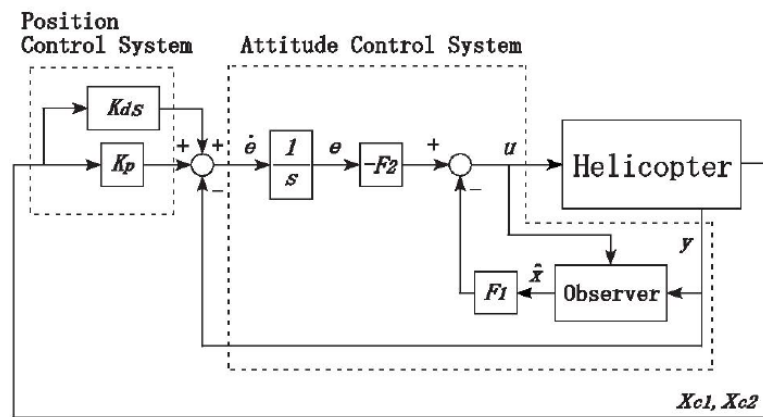 Position
Control System
Attitude Control System
Kds
Kp
+
+
−
ė
1
s
e
-F2
+
−
u
Helicopter
y
F1
x̂
Observer
Xc1, Xc2